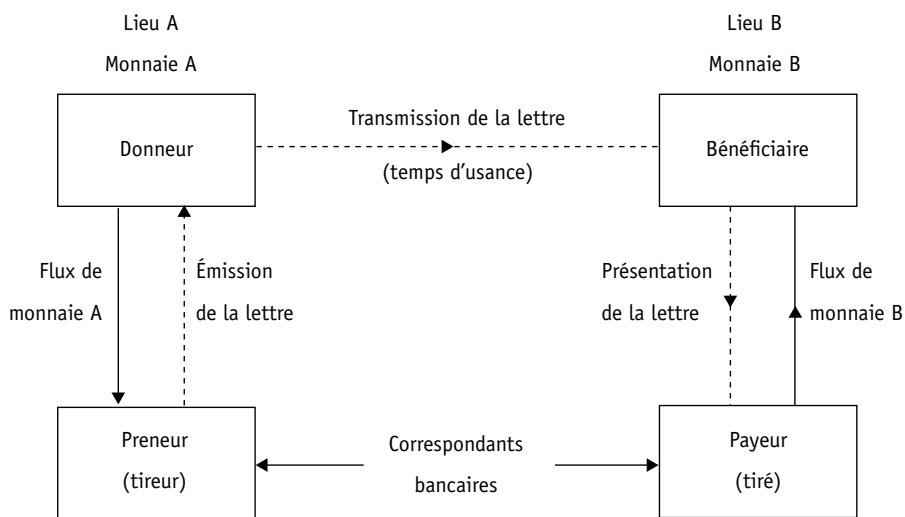 Lieu A
Monnaie A
Lieu B
Monnaie B
Donneur
Transmission de la lettre
(temps d'usance)
Bénéficiaire
Flux de
monnaie A
Émission
de la lettre
Présentation
de la lettre
Flux de
monnaie B
Preneur
(tireur)
Correspondants
bancaires
Payeur
(tiré)